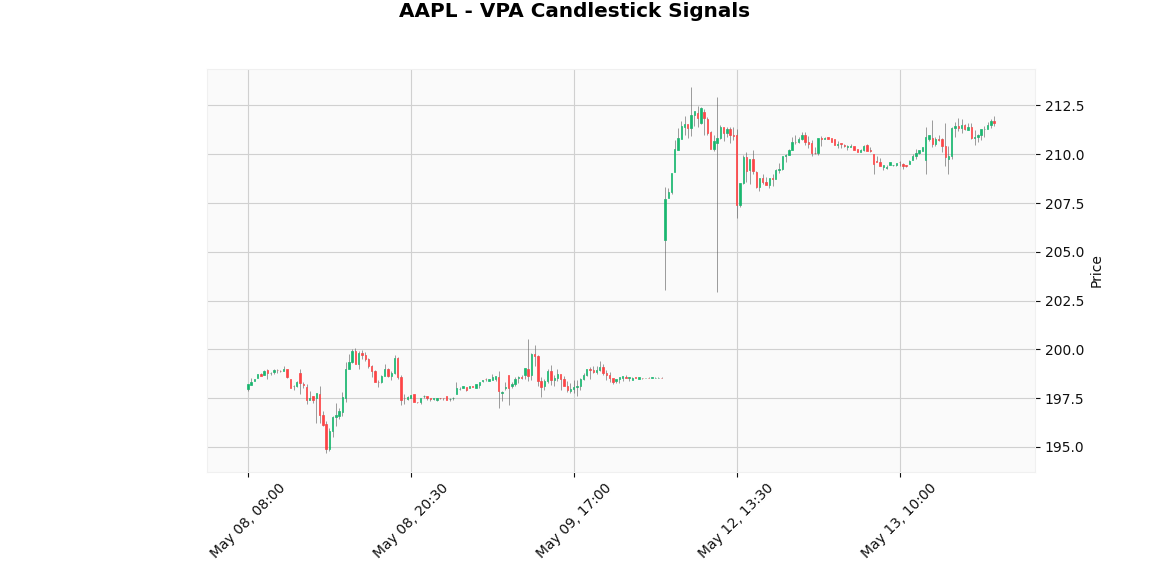 AAPL - VPA Candlestick Signals
212.5
210.0
207.5
205.0
202.5
200.0
197.5
195.0
Price
May 08, 08:00
May 08, 20:30
May 09, 17:00
May 12, 13:30
May 13, 10:00